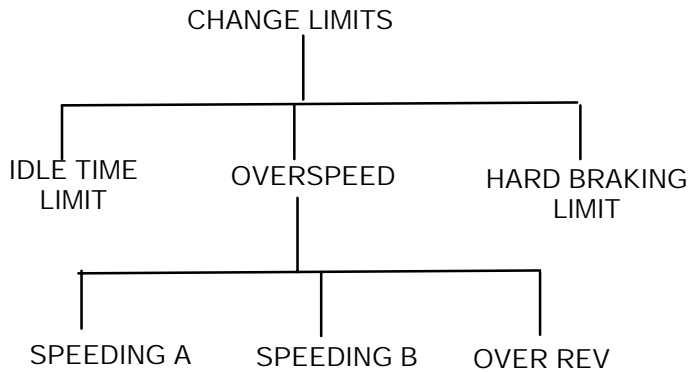 CHANGE LIMITS
IDLE TIME
LIMIT
OVERSPEED
HARD BRAKING
LIMIT
SPEEDING A
SPEEDING B
OVER REV